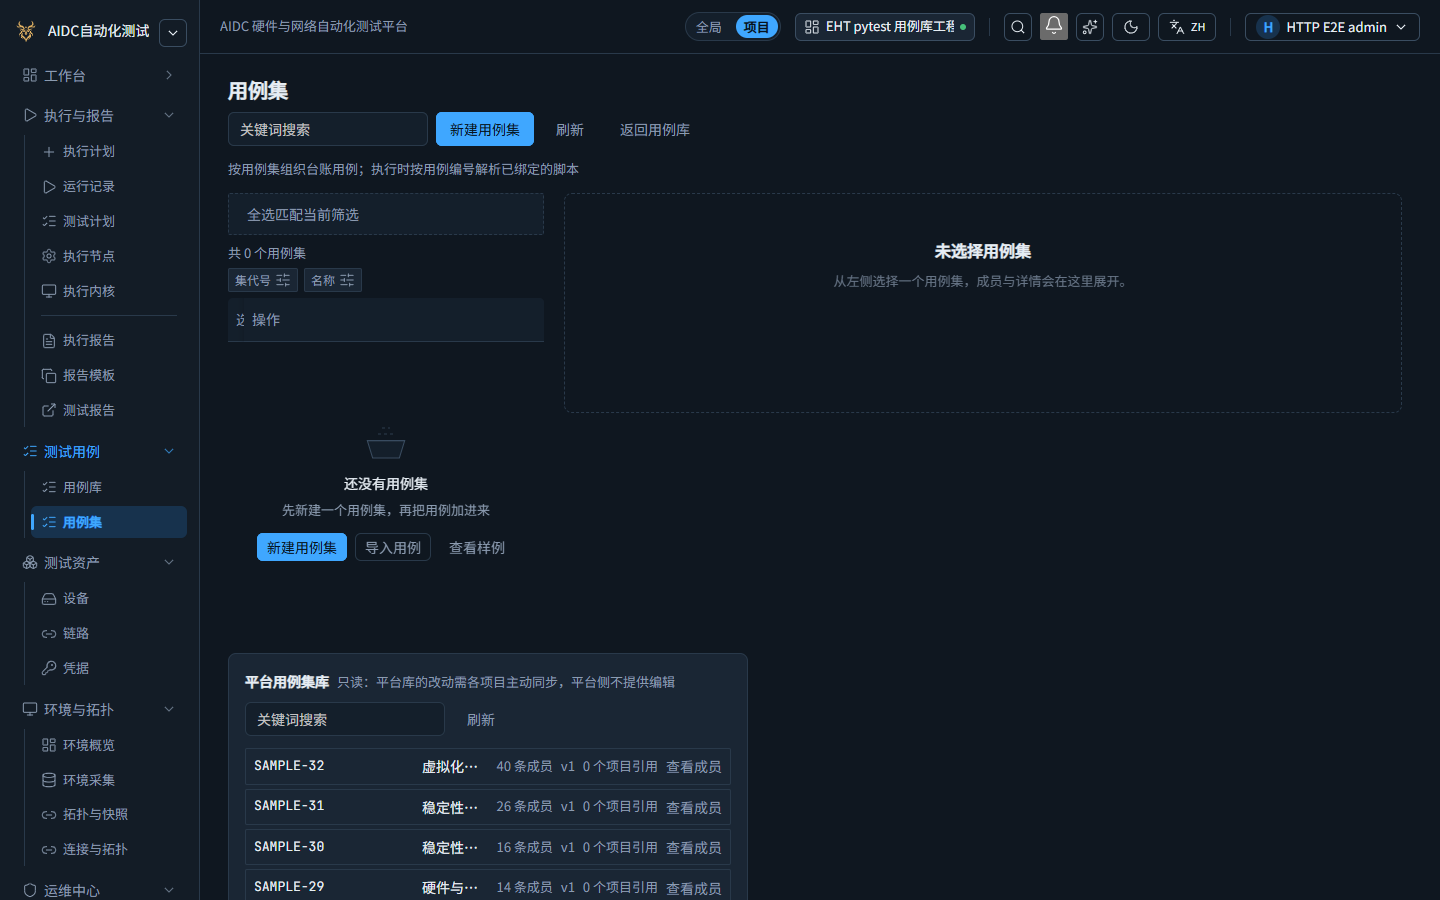 AIDC自动化测试
AIDC 硬件与网络自动化测试平台
全局
项目
EHT pytest 用例库工程
ZH
H
HTTP E2E admin
工作台
执行与报告
执行计划
运行记录
测试计划
执行节点
执行内核
执行报告
报告模板
测试报告
测试用例
用例库
用例集
测试资产
设备
链路
凭据
环境与拓扑
环境概览
环境采集
拓扑与快照
连接与拓扑
运维中心
用例集
关键词搜索
新建用例集
刷新
返回用例库
按用例集组织台账用例；执行时按用例编号解析已绑定的脚本
全选匹配当前筛选
共 0 个用例集
集代号
名称
操作
还没有用例集
先新建一个用例集，再把用例加进来
新建用例集
导入用例
查看样例
未选择用例集
从左侧选择一个用例集，成员与详情会在这里展开。
平台用例集库 只读：平台库的改动需各项目主动同步，平台侧不提供编辑
关键词搜索
刷新
SAMPLE-32 虚拟化… 40 条成员 v1 0 个项目引用 查看成员
SAMPLE-31 稳定性… 26 条成员 v1 0 个项目引用 查看成员
SAMPLE-30 稳定性… 16 条成员 v1 0 个项目引用 查看成员
SAMPLE-29 硬件与… 14 条成员 v1 0 个项目引用 查看成员